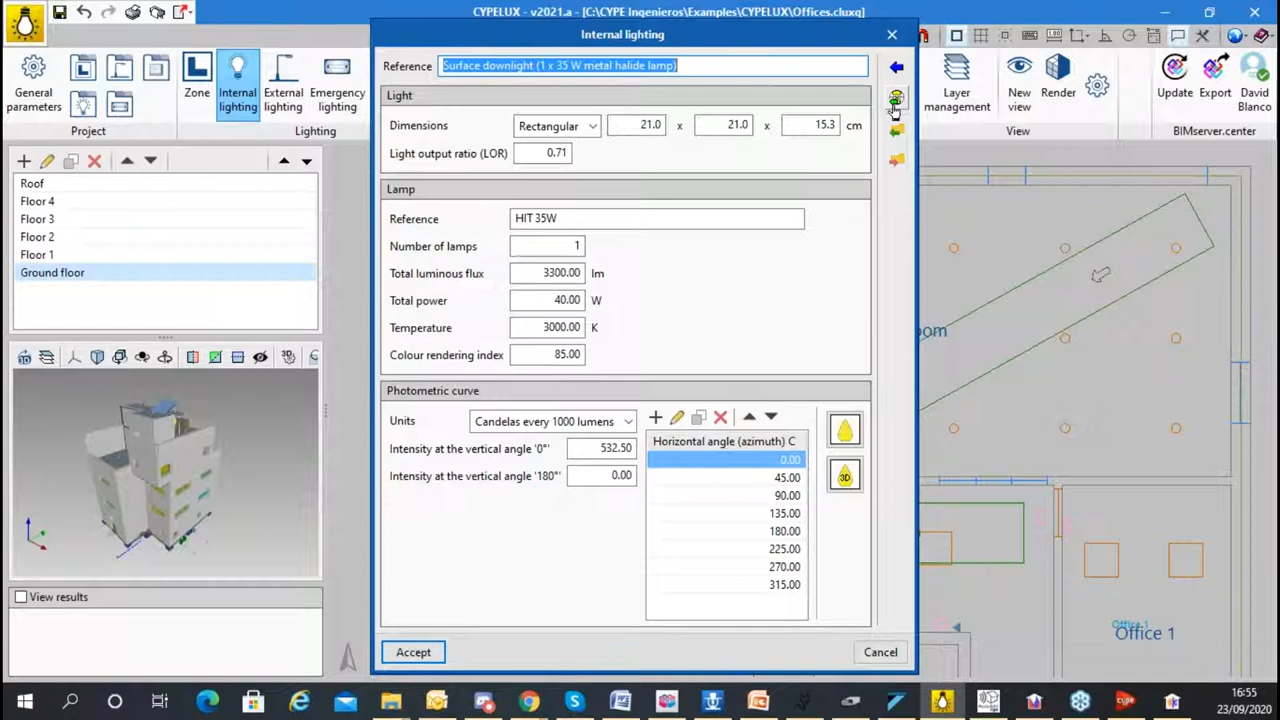 CYPELUX - v2021.a - [C:\CYPE Ingenieros\Examples\CYPELUX\Offices.cluxq]
General parameters
Zone
Internal lighting
External lighting
Emergency lighting
Layer management
New view
Render
Update
Export
David Blanco
Project
Lighting
View
BIMserver.center
Roof
Floor 4
Floor 3
Floor 2
Floor 1
Ground floor
View results
Internal lighting
Reference Surface downlight (1 x 35 W metal halide lamp)
Light
Dimensions Rectangular 21.0 x 21.0 x 15.3 cm
Light output ratio (LOR) 0.71
Lamp
Reference HIT 35W
Number of lamps 1
Total luminous flux 3300.00 lm
Total power 40.00 W
Temperature 3000.00 K
Colour rendering index 85.00
Photometric curve
Units Candelas every 1000 lumens
Intensity at the vertical angle '0°' 532.50
Intensity at the vertical angle '180°' 0.00
Horizontal angle (azimuth) C
0.00
45.00
90.00
135.00
180.00
225.00
270.00
315.00
3D
Accept
Cancel
Office 1
Office 1
16:55
23/09/2020
cype